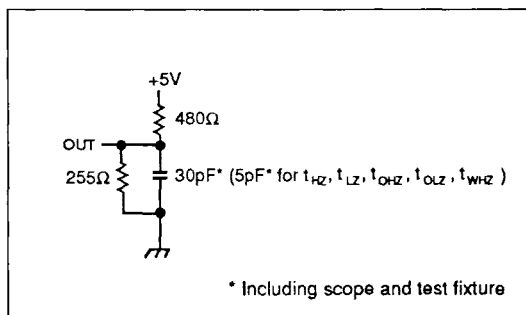 +5V
480Ω
OUT
255Ω
30pF* (5pF* for tHZ, tLZ, tOHZ, tOLZ, tWHZ )
* Including scope and test fixture